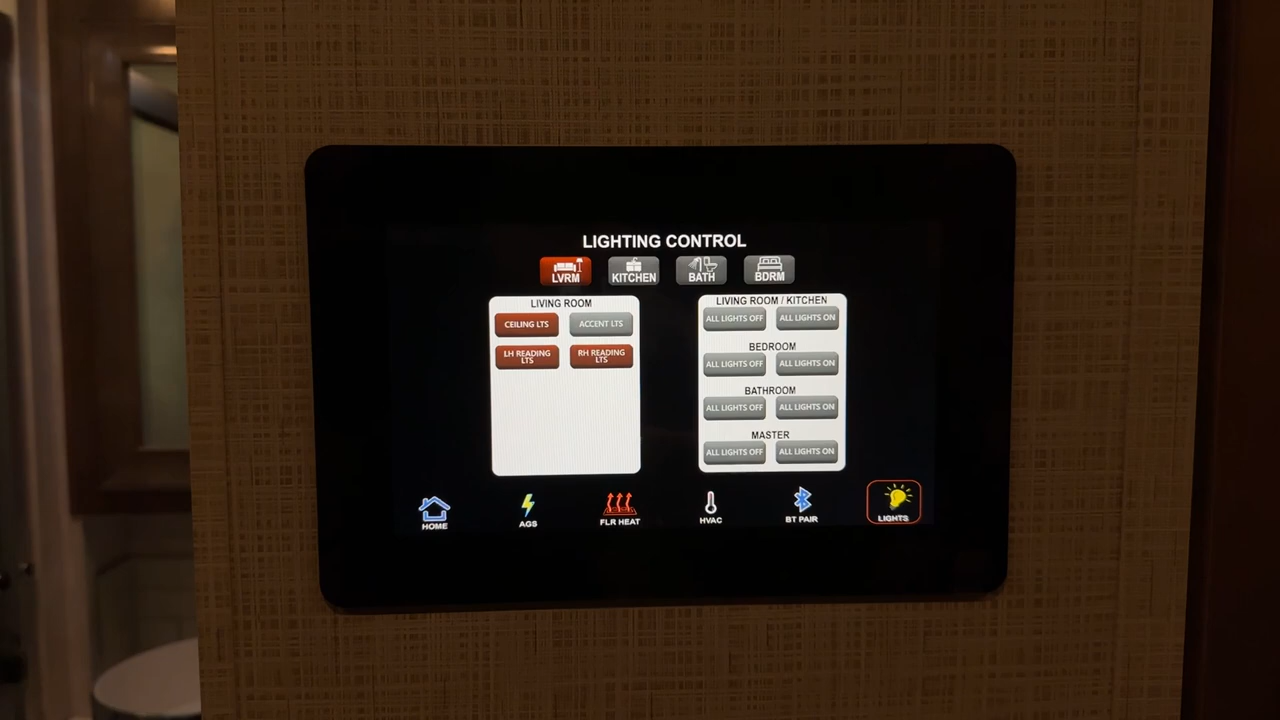 LIGHTING CONTROL
LVRM
KITCHEN
BATH
BDRM
LIVING ROOM
CEILING LTS
ACCENT LTS
LH READING
LTS
RH READING
LTS
LIVING ROOM / KITCHEN
ALL LIGHTS OFF
ALL LIGHTS ON
BEDROOM
ALL LIGHTS OFF
ALL LIGHTS ON
BATHROOM
ALL LIGHTS OFF
ALL LIGHTS ON
MASTER
ALL LIGHTS OFF
ALL LIGHTS ON
HOME
AGS
FLR HEAT
HVAC
BT PAIR
LIGHTS